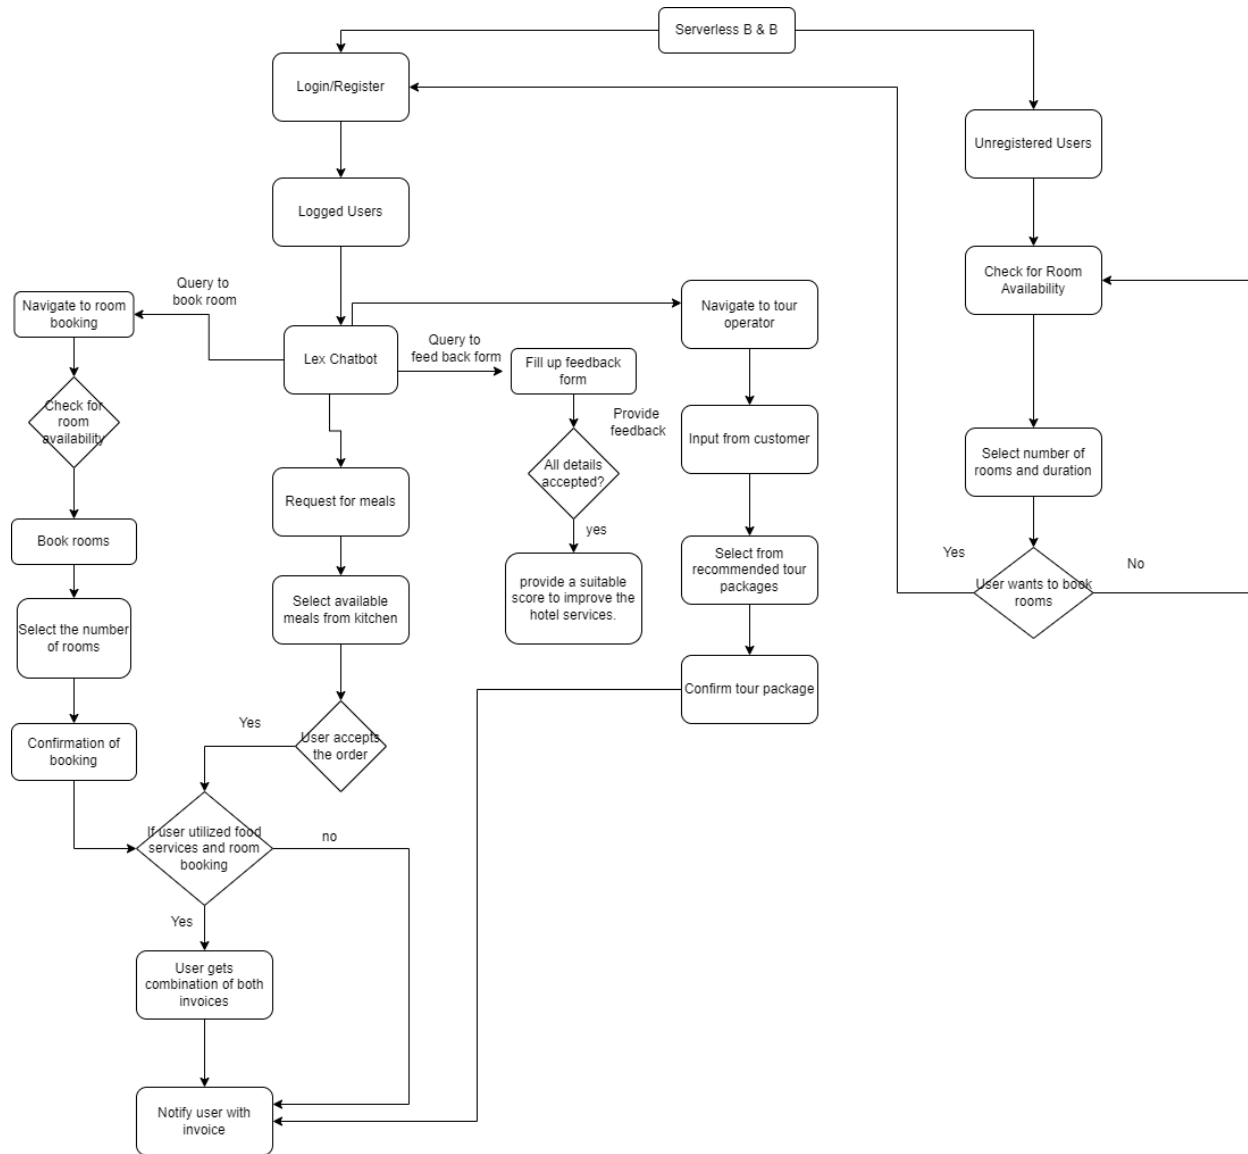 Serverless B & B
Login/Register
Unregistered Users
Logged Users
Query to
book room
Check for Room
Availability
Navigate to room
booking
Navigate to tour
operator
Lex Chatbot
Query to
feed back form
Fill up feedback
form
Check for
room
availability
Provide
feedback
Input from customer
All details
accepted?
Select number of
rooms and duration
Request for meals
yes
Book rooms
Select from
recommended tour
packages
Yes
No
User wants to book
rooms
Select available
meals from kitchen
provide a suitable
score to improve the
hotel services.
Select the number
of rooms
Confirm tour package
Yes
User accepts
the order
Confirmation of
booking
If user utilized food
services and room
booking
no
Yes
User gets
combination of both
invoices
Notify user with
invoice